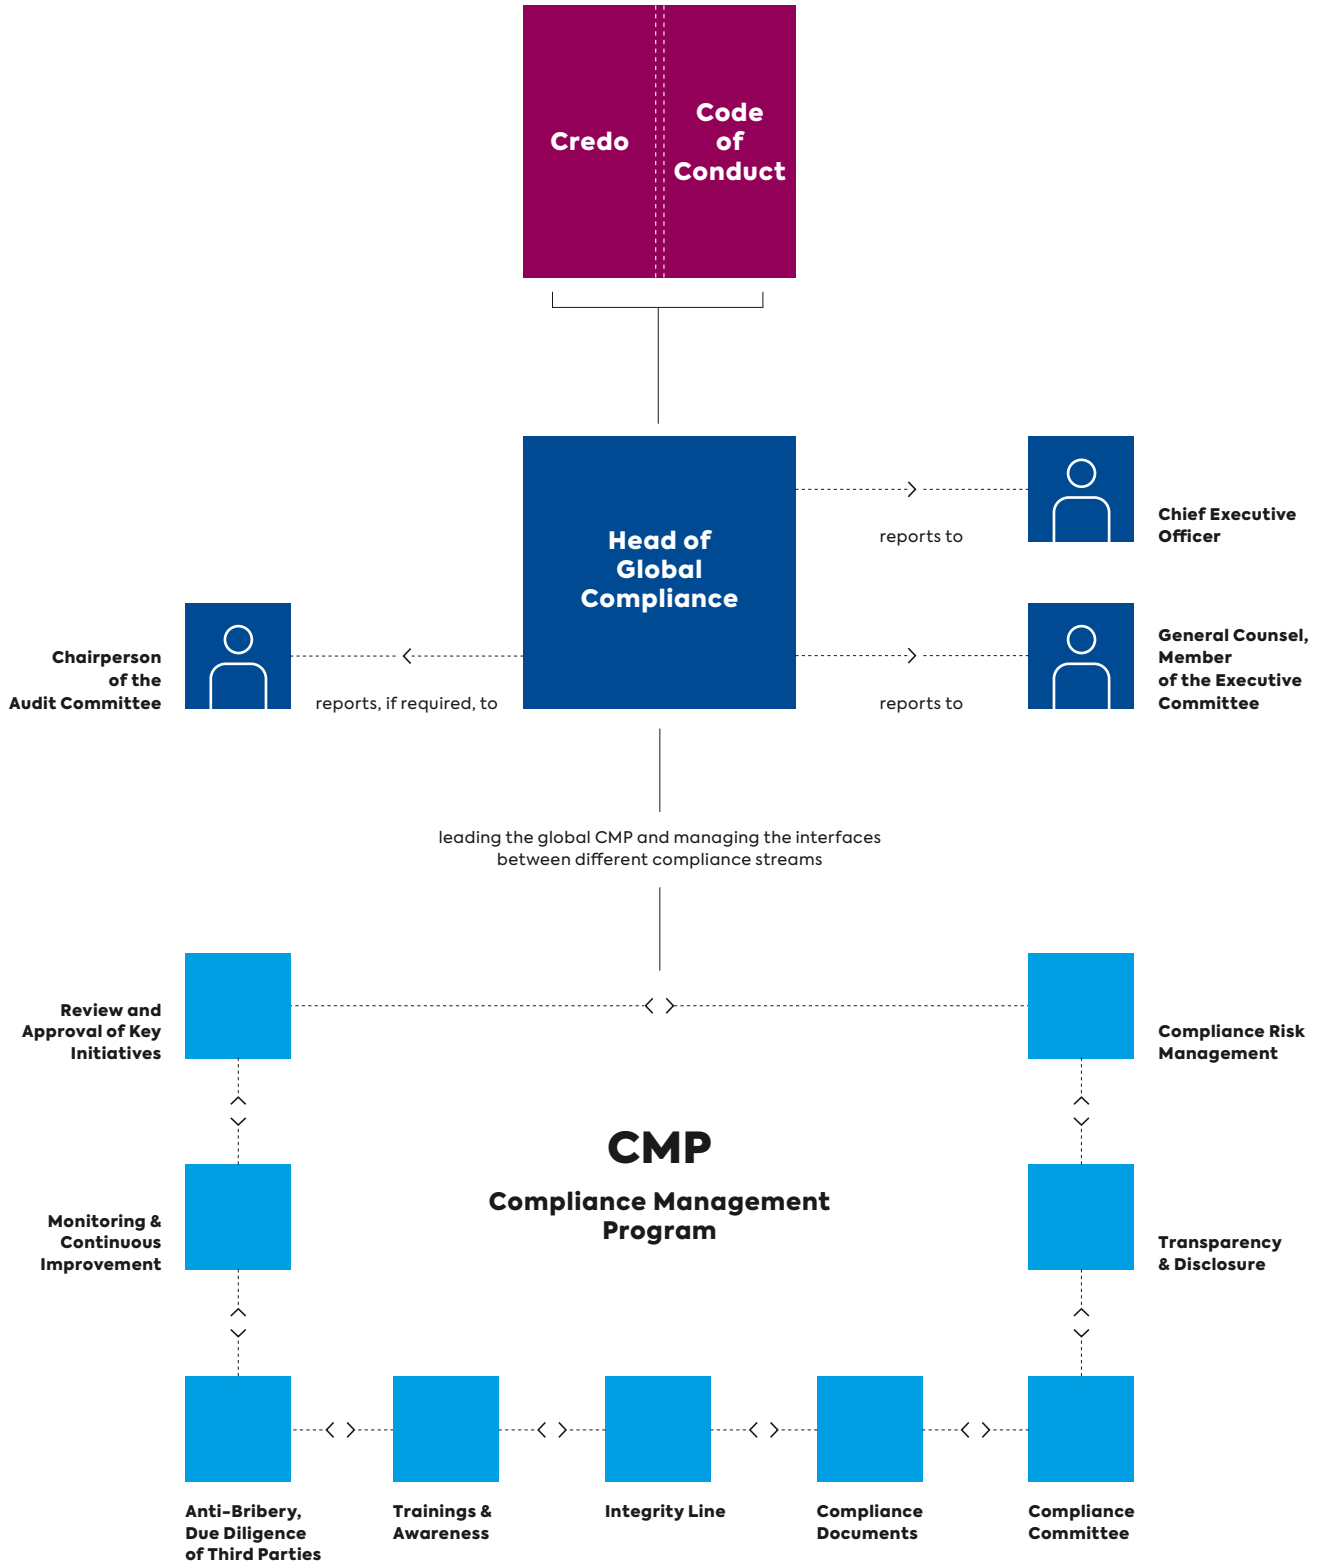 Credo
Code
of
Conduct
Head of
Global
Compliance
reports to
Chief Executive
Officer
Chairperson
of the
Audit Committee
reports, if required, to
reports to
General Counsel,
Member
of the Executive
Committee
leading the global CMP and managing the interfaces
between different compliance streams
Review and
Approval of Key
Initiatives
Compliance Risk
Management
CMP
Compliance Management
Program
Monitoring &
Continuous
Improvement
Transparency
& Disclosure
Anti-Bribery,
Due Diligence
of Third Parties
Trainings &
Awareness
Integrity Line
Compliance
Documents
Compliance
Committee